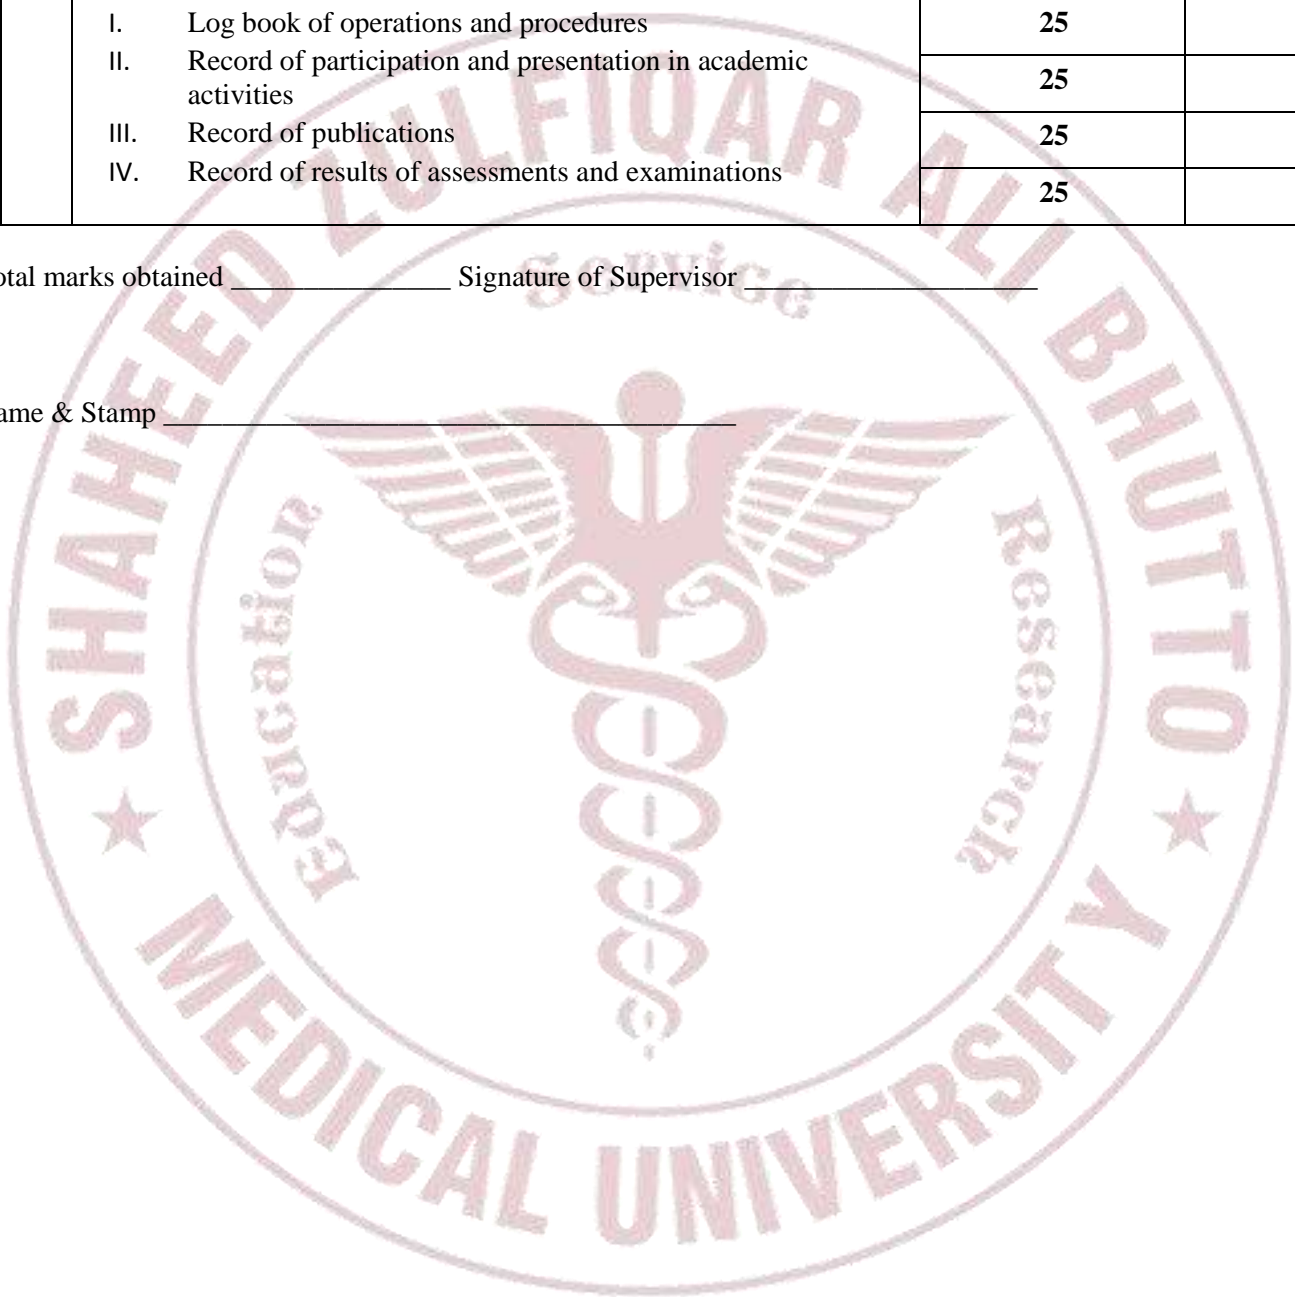 I. Log book of operations and procedures 25
II. Record of participation and presentation in academic
activities 25
III. Record of publications 25
IV. Record of results of assessments and examinations 25
otal marks obtained _______________ Signature of Supervisor ____________________
ame & Stamp _______________________________________
SHAHEED ZULFIQAR ALI BHUTTO
Service
Education
Research
★ MEDICAL UNIVERSITY ★